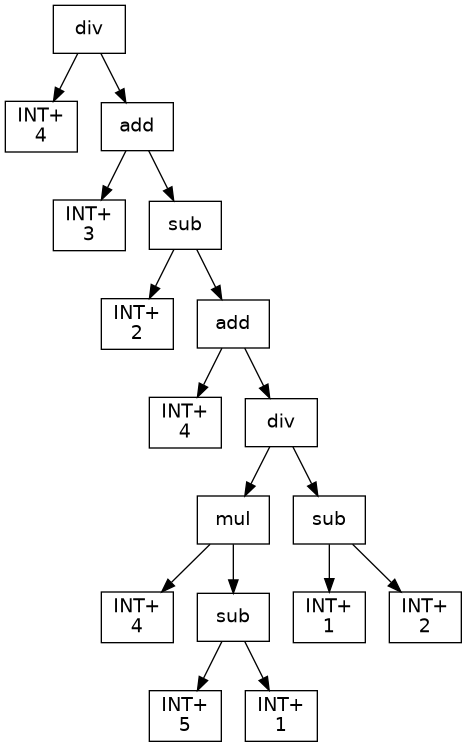 div
INT+
4
add
INT+
3
sub
INT+
2
add
INT+
4
div
mul
sub
INT+
4
sub
INT+
1
INT+
2
INT+
5
INT+
1